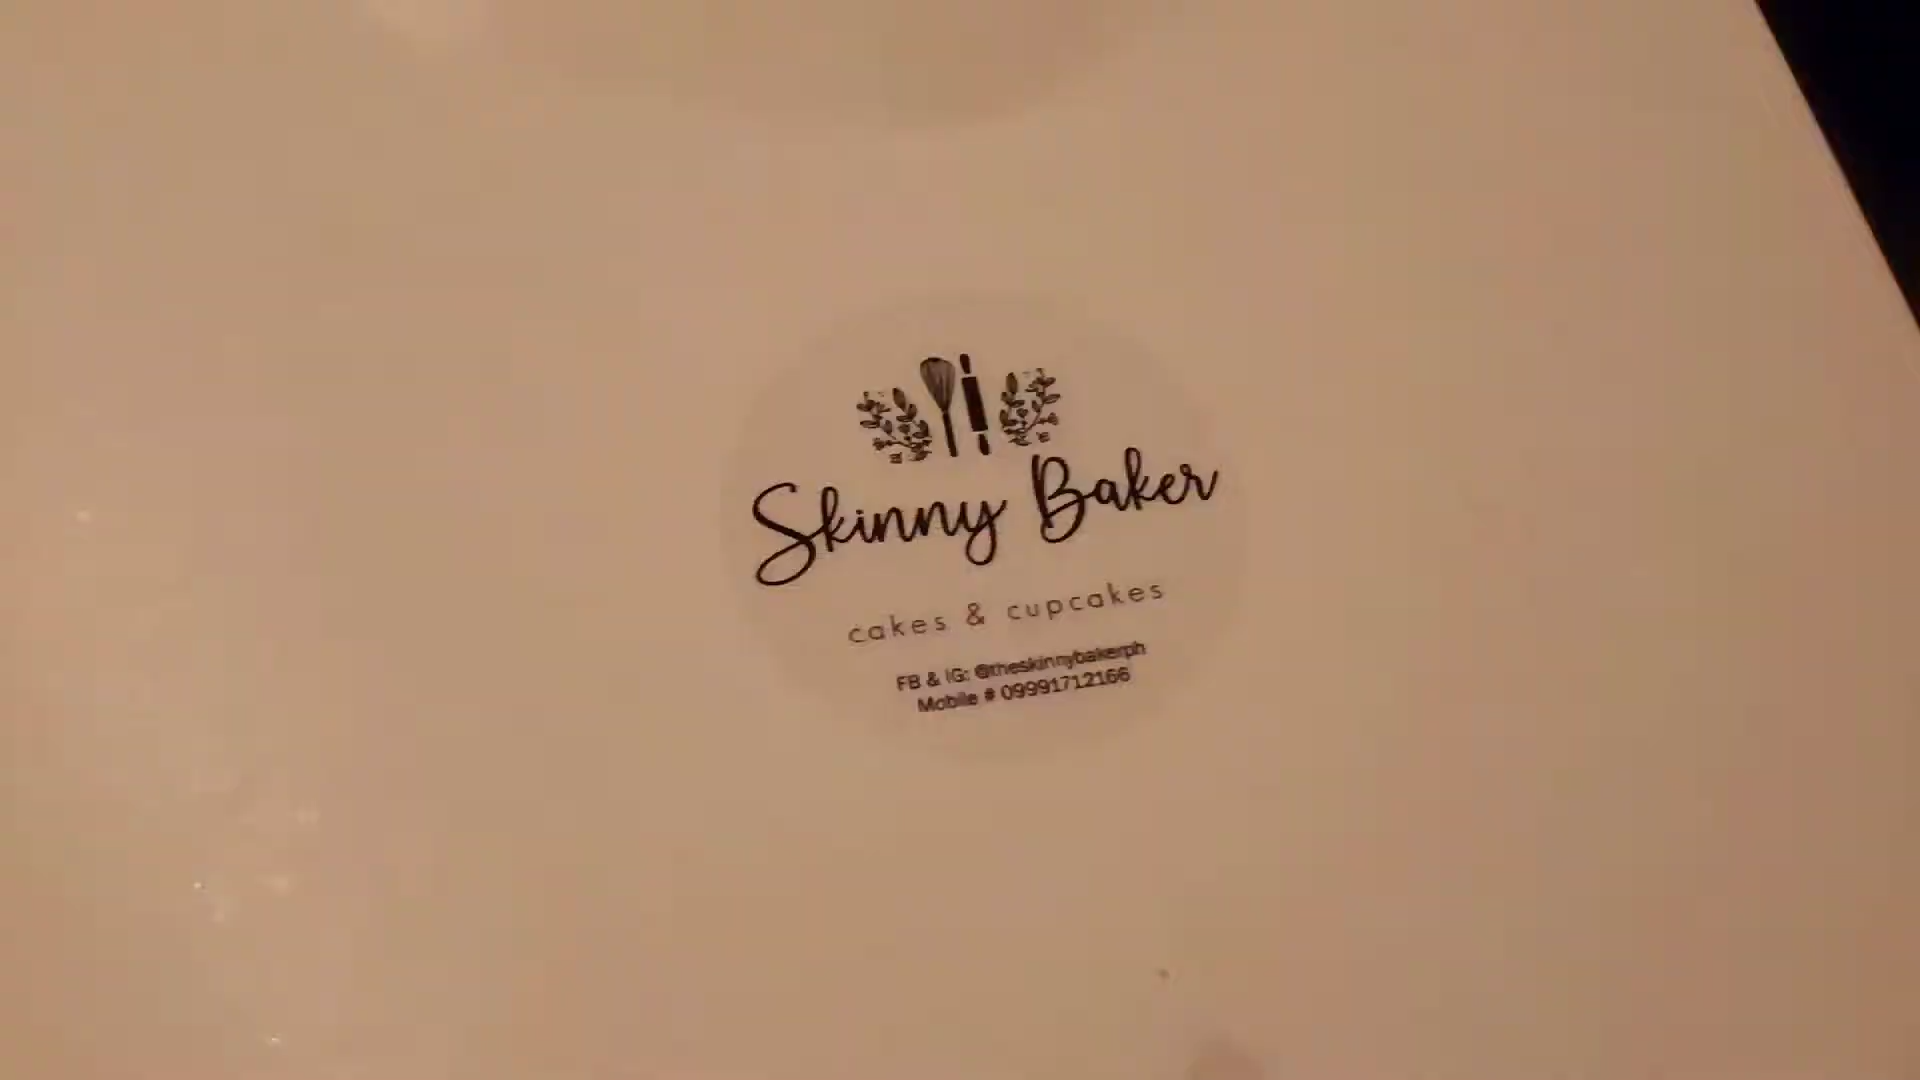 Skinny Baker
cakes & cupcakes
FB & IG: @theskinnybakerph
Mobile # 09991712166